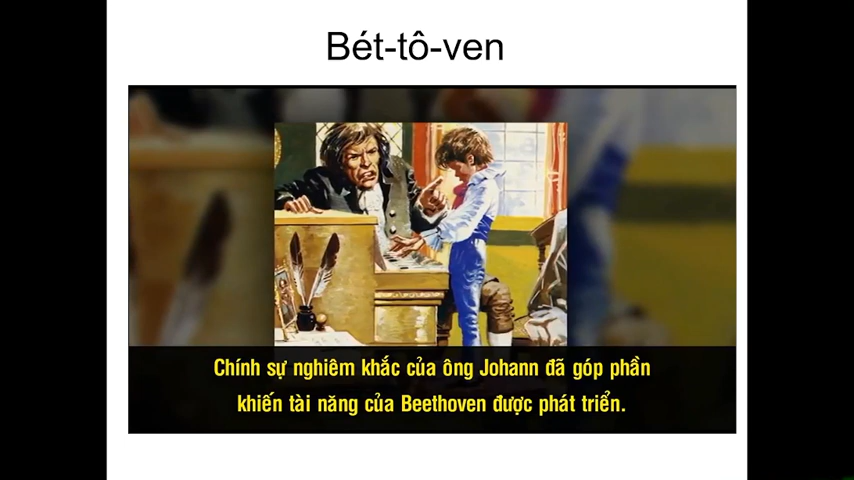 Bét-tô-ven
Chính sự nghiêm khắc của ông Johann đã góp phần
khiến tài năng của Beethoven được phát triển.